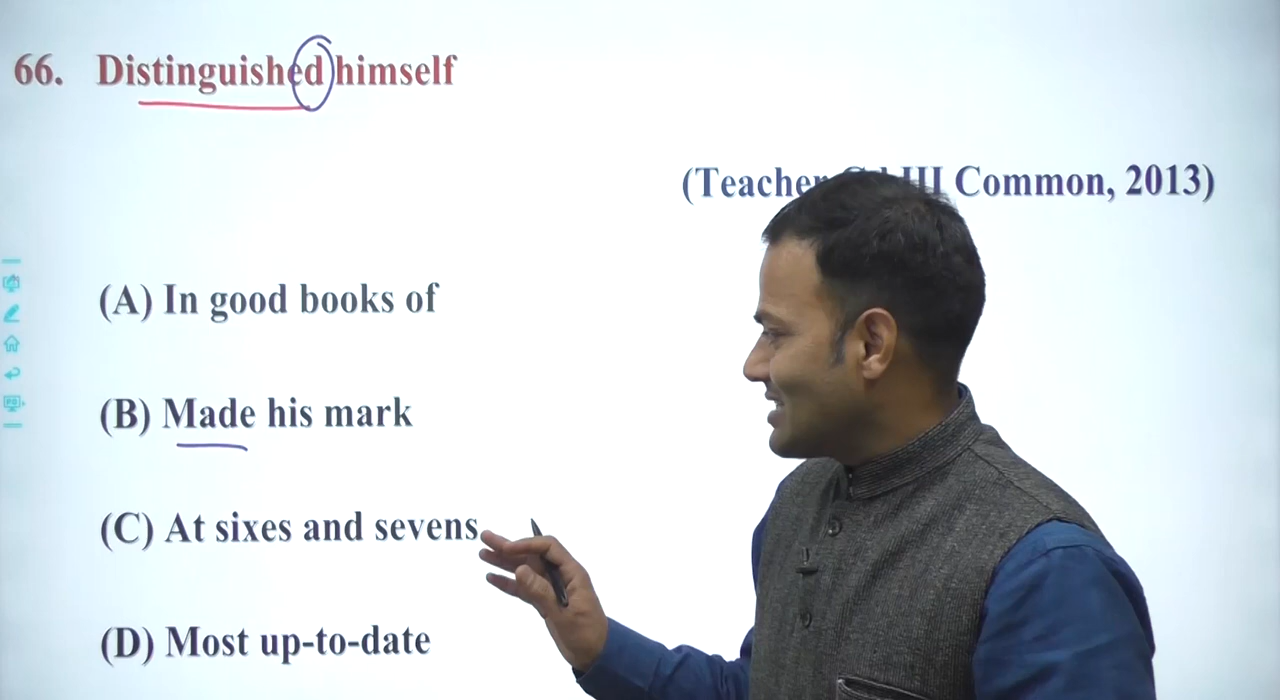 66. Distinguished himself
(Teacher III Common, 2013)
(A) In good books of
(B) Made his mark
(C) At sixes and sevens
(D) Most up-to-date